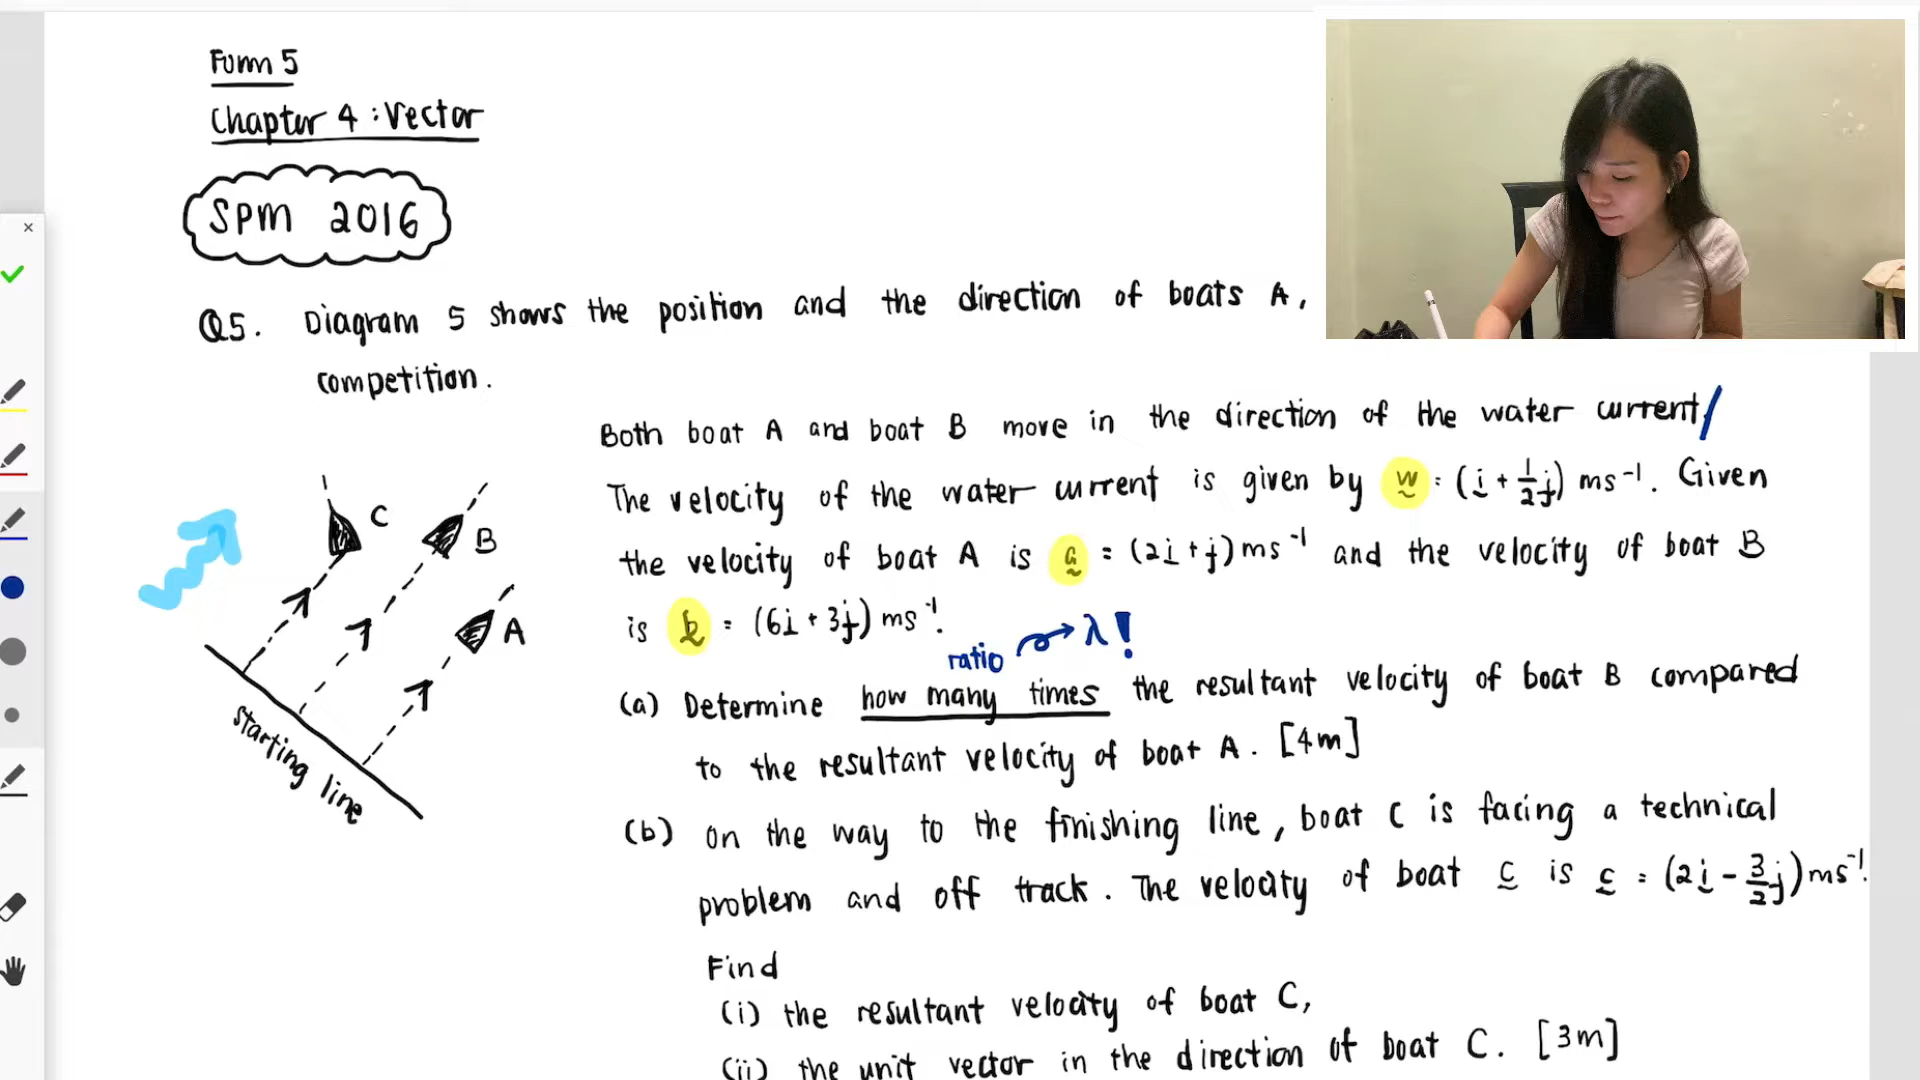 Form 5
Chapter 4 : Vector
SPM 2016
Q5. Diagram 5 shows the position and the direction of boats A,
competition.
Both boat A and boat B move in the direction of the water current/
The velocity of the water current is given by w̰ = (ḭ + 1/2 j̰) ms⁻¹. Given
the velocity of boat A is a̰ = (2ḭ + j̰) ms⁻¹ and the velocity of boat B
is b̰ = (6ḭ + 3j̰) ms⁻¹.
ratio → λ!
(a) Determine how many times the resultant velocity of boat B compared
to the resultant velocity of boat A. [4m]
(b) on the way to the finishing line, boat C is facing a technical
problem and off track. The velocity of boat c̰ is c̰ = (2ḭ - 3/2 j̰) ms⁻¹.
Find
(i) the resultant velocity of boat C,
(ii) the unit vector in the direction of boat C. [3m]
C
B
A
starting line